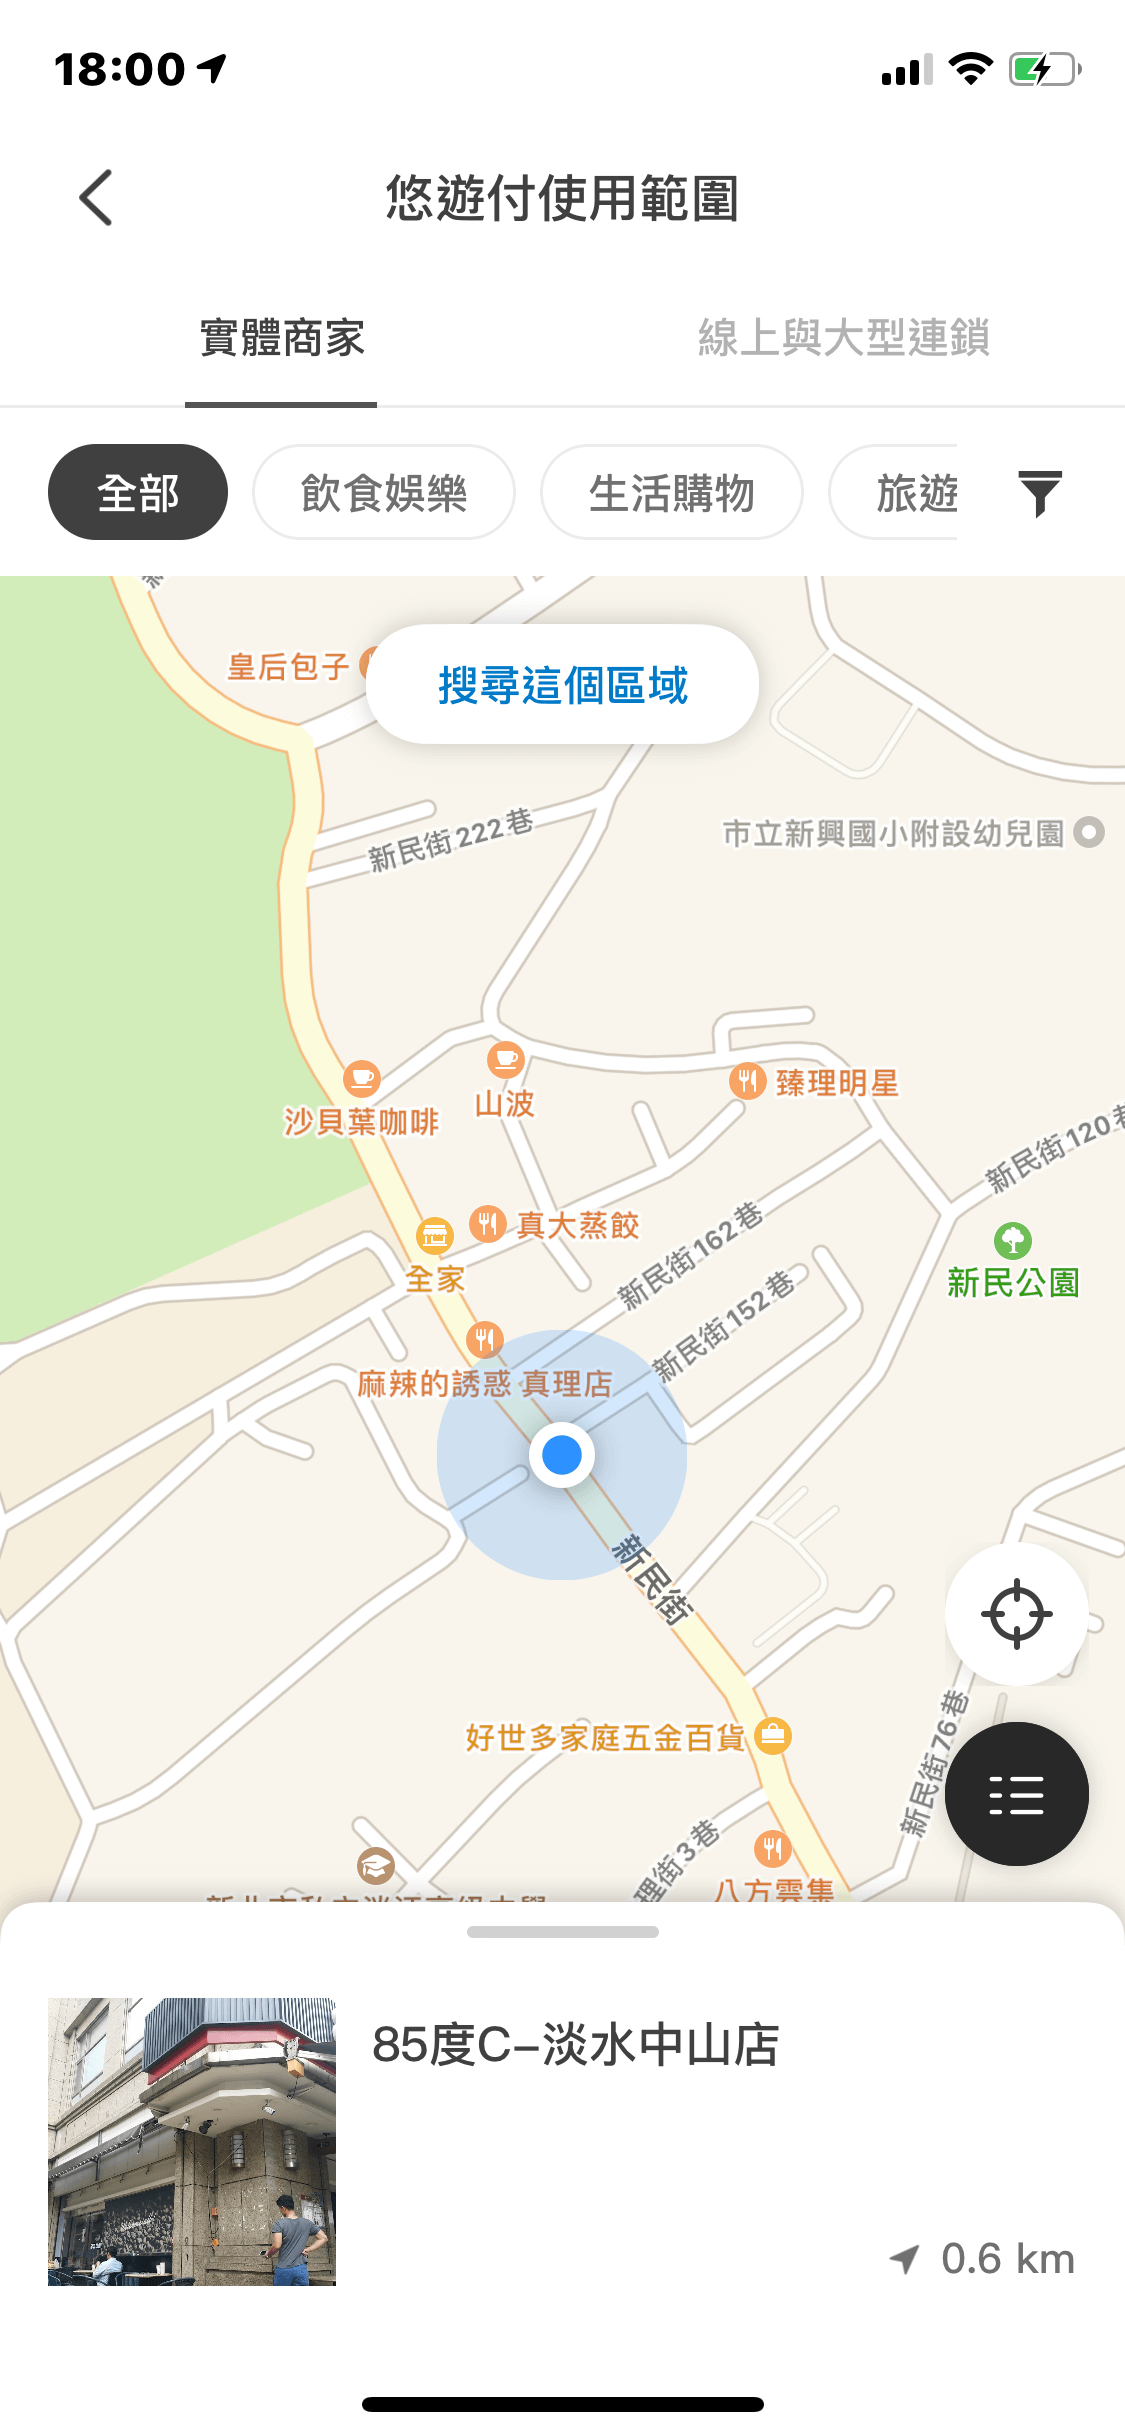 18:00
悠遊付使用範圍
實體商家
線上與大型連鎖
全部
飲食娛樂
生活購物
旅遊
皇后包子
搜尋這個區域
新民街222巷
市立新興國小附設幼兒園
沙貝葉咖啡
山波
臻理明星
新民街120巷
真大蒸餃
全家
新民街162巷
新民公園
新民街152巷
麻辣的誘惑 真理店
新民街
新民街76巷
好世多家庭五金百貨
理街3巷
八方雲集
85度C–淡水中山店
0.6 km